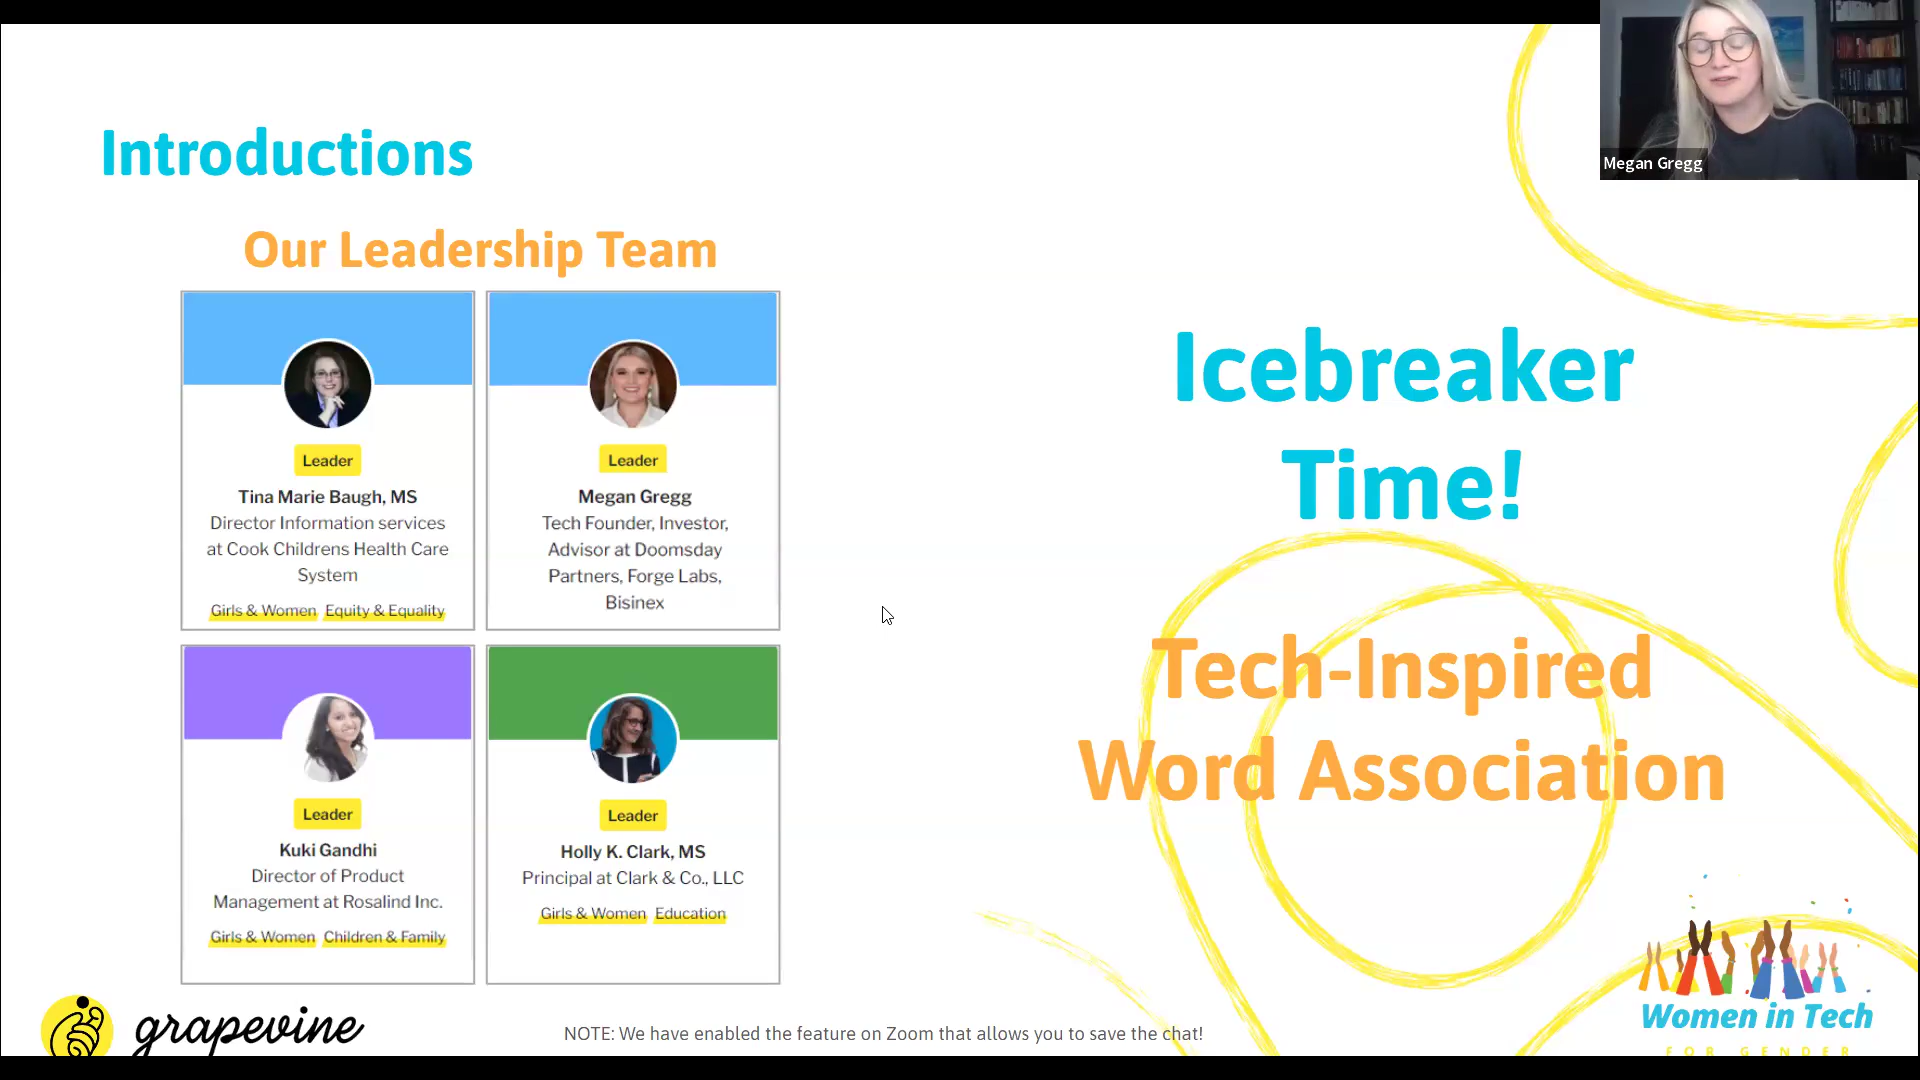 Megan Gregg
Introductions
Our Leadership Team
Leader
Tina Marie Baugh, MS
Director Information services
at Cook Childrens Health Care
System
Girls & Women Equity & Equality
Leader
Megan Gregg
Tech Founder, Investor,
Advisor at Doomsday
Partners, Forge Labs,
Bisinex
Leader
Kuki Gandhi
Director of Product
Management at Rosalind Inc.
Girls & Women Children & Family
Leader
Holly K. Clark, MS
Principal at Clark & Co., LLC
Girls & Women Education
Icebreaker
Time!
Tech-Inspired
Word Association
grapevine
NOTE: We have enabled the feature on Zoom that allows you to save the chat!
Women in Tech
FOR GENDER